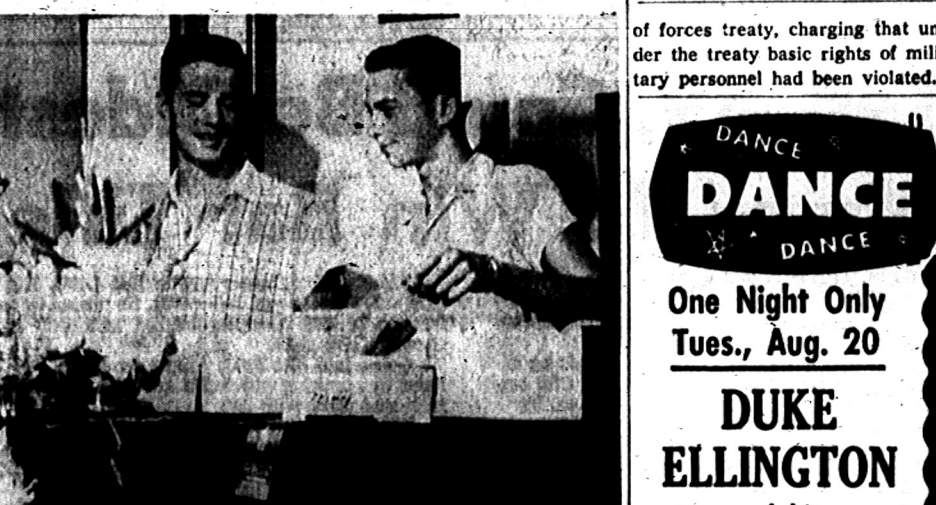 of forces treaty, charging that un
der the treaty basic rights of mili
tary personnel had been violated.
DANCE
DANCE
DANCE
One Night Only
Tues., Aug. 20
DUKE
ELLINGTON